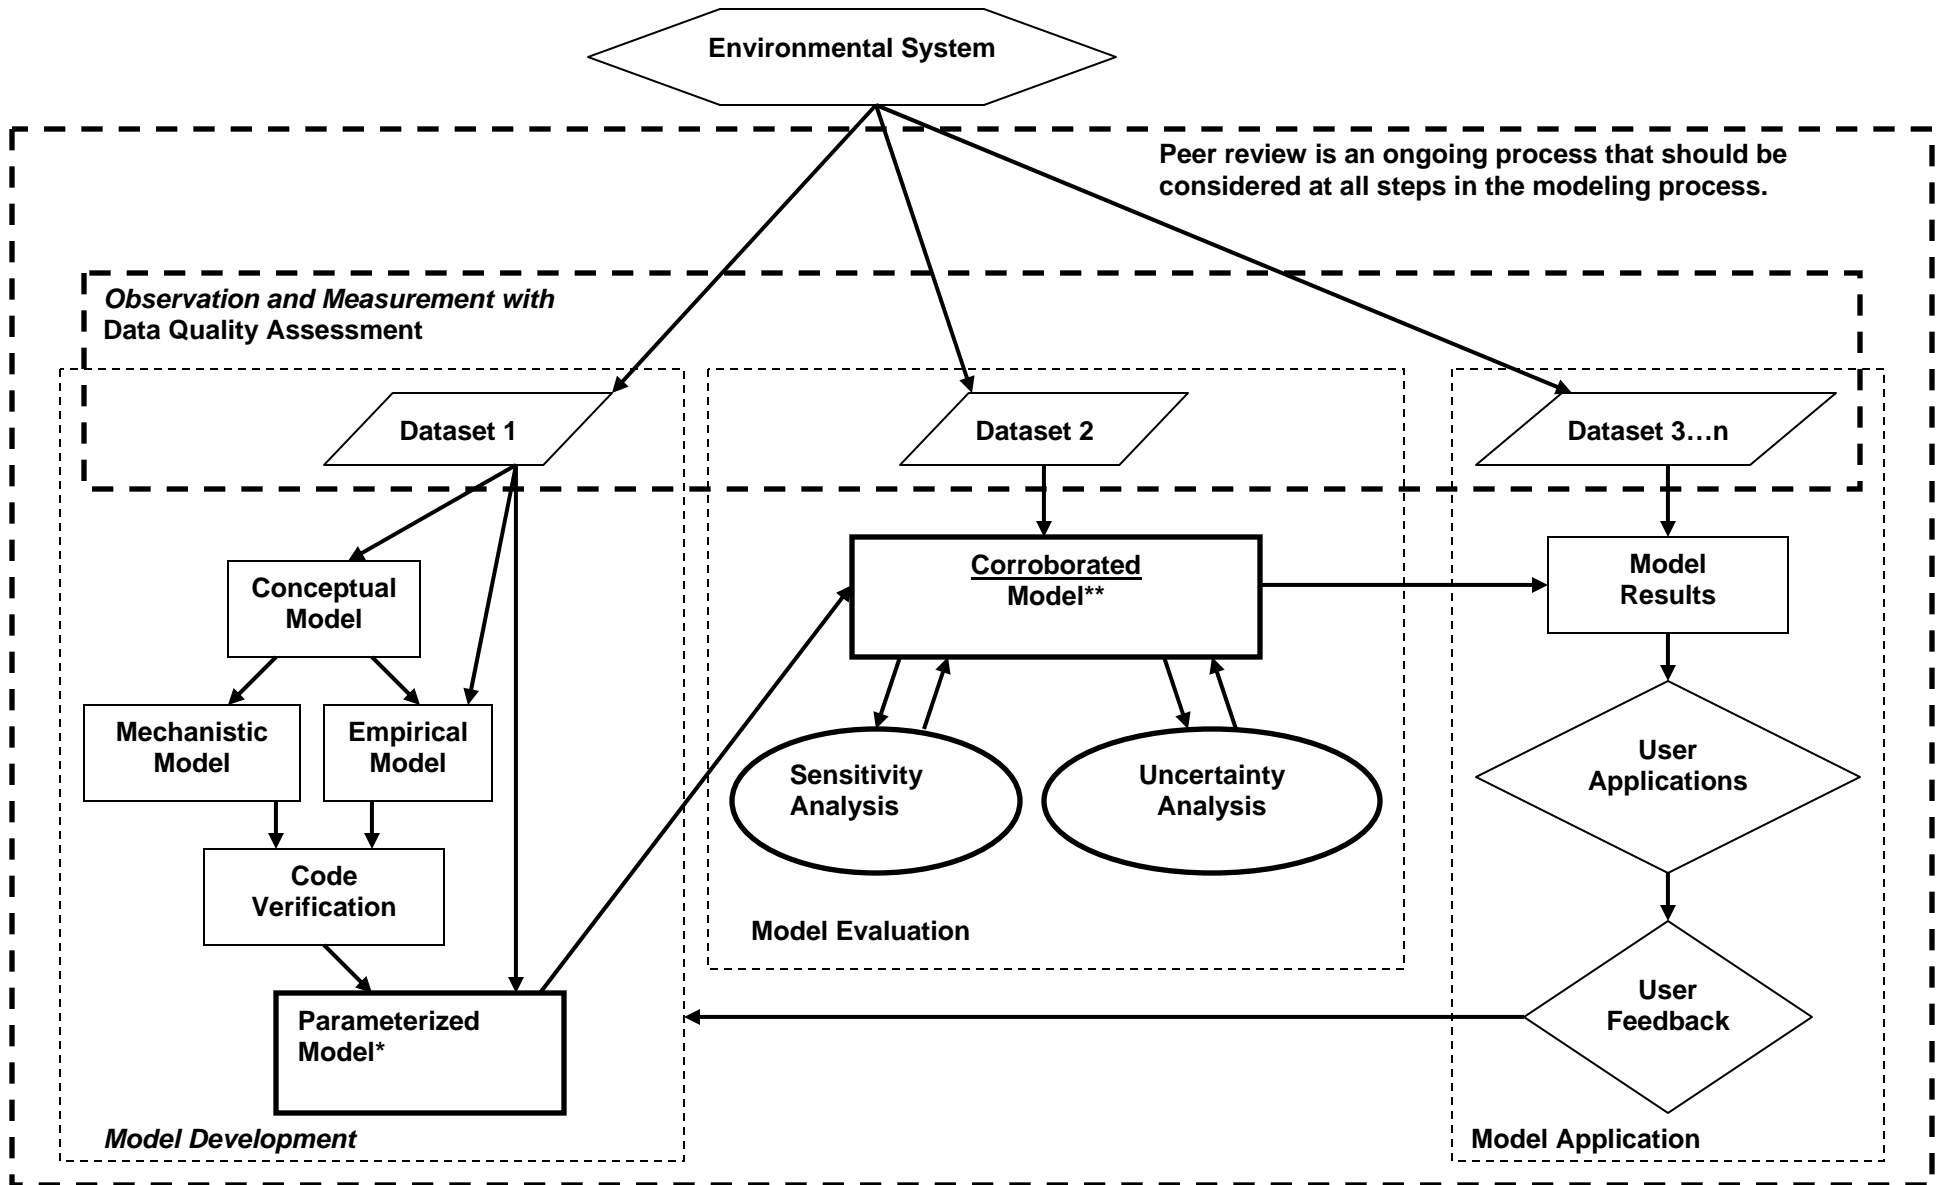 Environmental System
Peer review is an ongoing process that should be
considered at all steps in the modeling process.
Observation and Measurement with
Data Quality Assessment
Dataset 1
Dataset 2
Dataset 3…n
Conceptual
Model
Mechanistic
Model
Empirical
Model
Code
Verification
Parameterized
Model*
Model Development
Corroborated
Model**
Sensitivity
Analysis
Uncertainty
Analysis
Model Evaluation
Model
Results
User
Applications
User
Feedback
Model Application